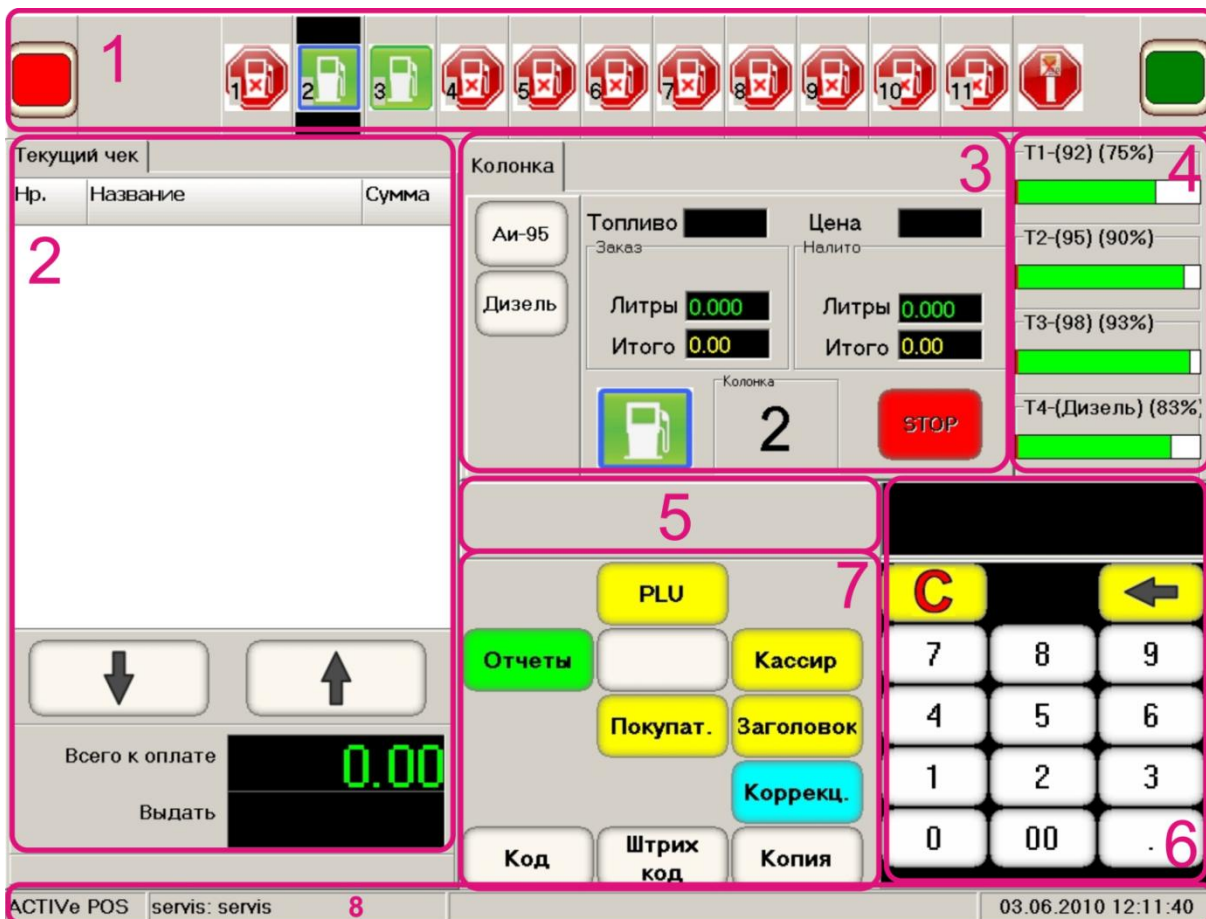 1
1 2 3 4 5 6 7 8 9 10 11
Текущий чек
Нр. Название Сумма
2
Всего к оплате 0.00
Выдать
Колонка
3
Аи-95
Дизель
Топливо Цена
Заказ Налито
Литры 0.000 Литры 0.000
Итого 0.00 Итого 0.00
Колонка
2
STOP
T1-(92) (75%)
4
T2-(95) (90%)
T3-(98) (93%)
T4-(Дизель) (83%)
5
7
PLU
Отчеты Кассир
Покупат. Заголовок
Коррекц.
Код Штрих код Копия
C
7 8 9
4 5 6
1 2 3
0 00 .
6
ACTIVe POS servis: servis 8 03.06.2010 12:11:40